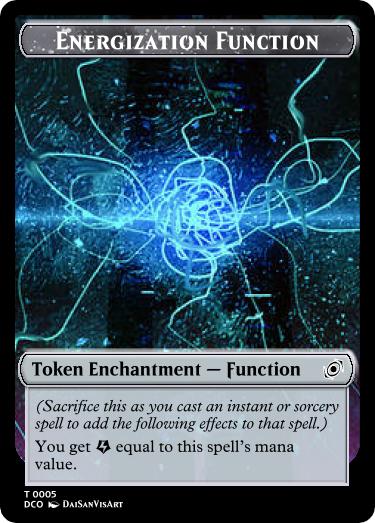 Energization Function
Token Enchantment — Function
(Sacrifice this as you cast an instant or sorcery
spell to add the following effects to that spell.)
You get equal to this spell's mana
value.
T 0005
DCO DaiSanVisArt